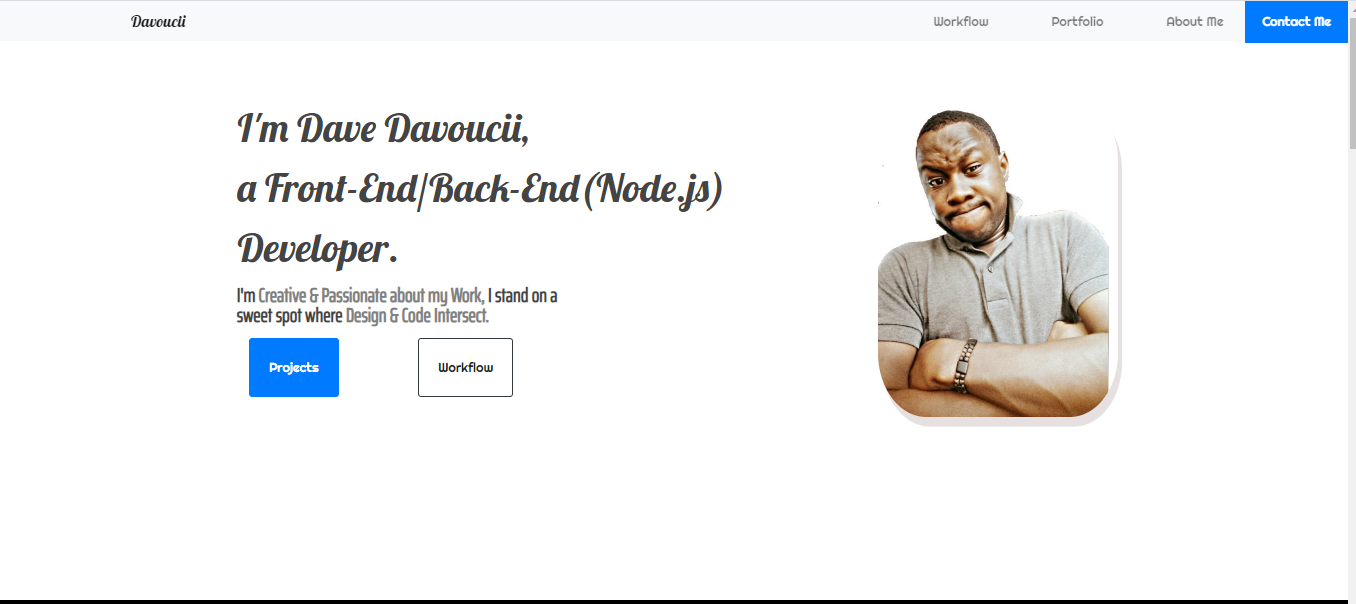 Davoucii
Workflow
Portfolio
About Me
Contact Me
I'm Dave Davoucii,
a Front-End/Back-End(Node.js)
Developer.
I'm Creative & Passionate about my Work, I stand on a
sweet spot where Design & Code Intersect.
Projects
Workflow